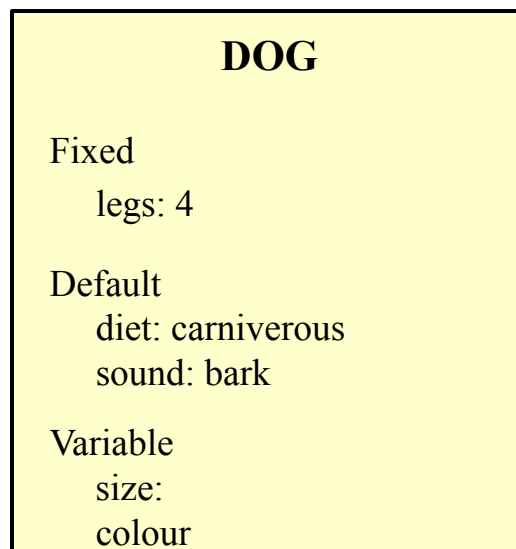 DOG
Fixed
legs: 4
Default
diet: carniverous
sound: bark
Variable
size:
colour